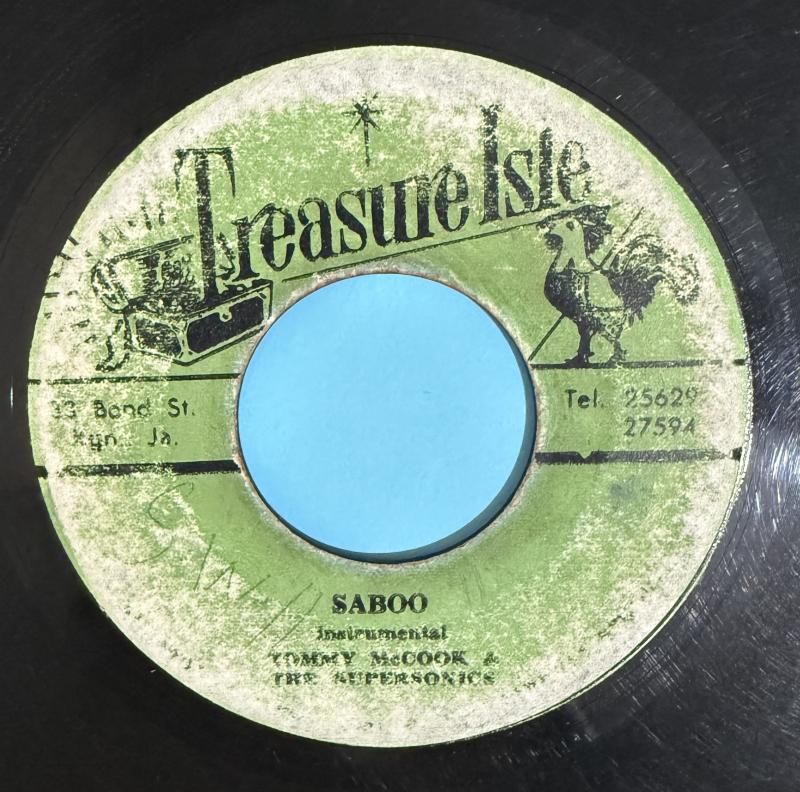 Treasure Isle
33 Bond St.
Kgn. Ja.
Tel. 25629
27594
SABOO
instrumental
TOMMY McCOOK &
THE SUPERSONICS